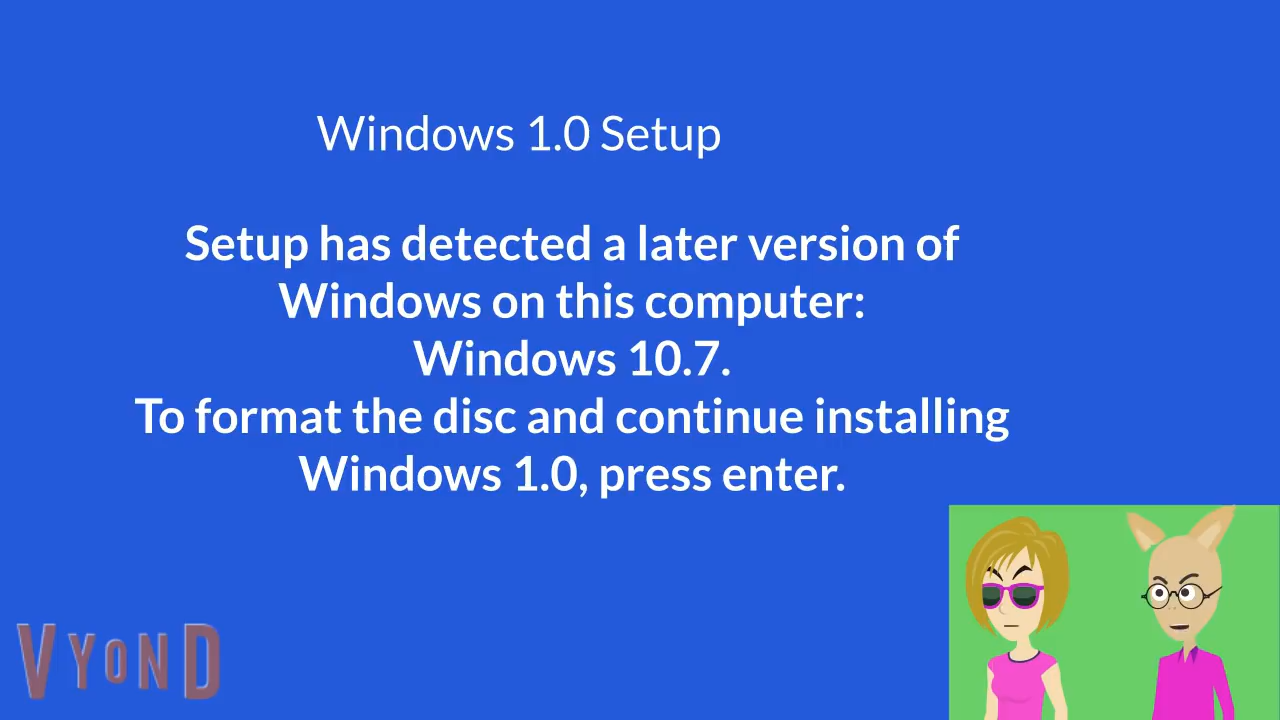 Windows 1.0 Setup
Setup has detected a later version of
Windows on this computer:
Windows 10.7.
To format the disc and continue installing
Windows 1.0, press enter.
VYOND